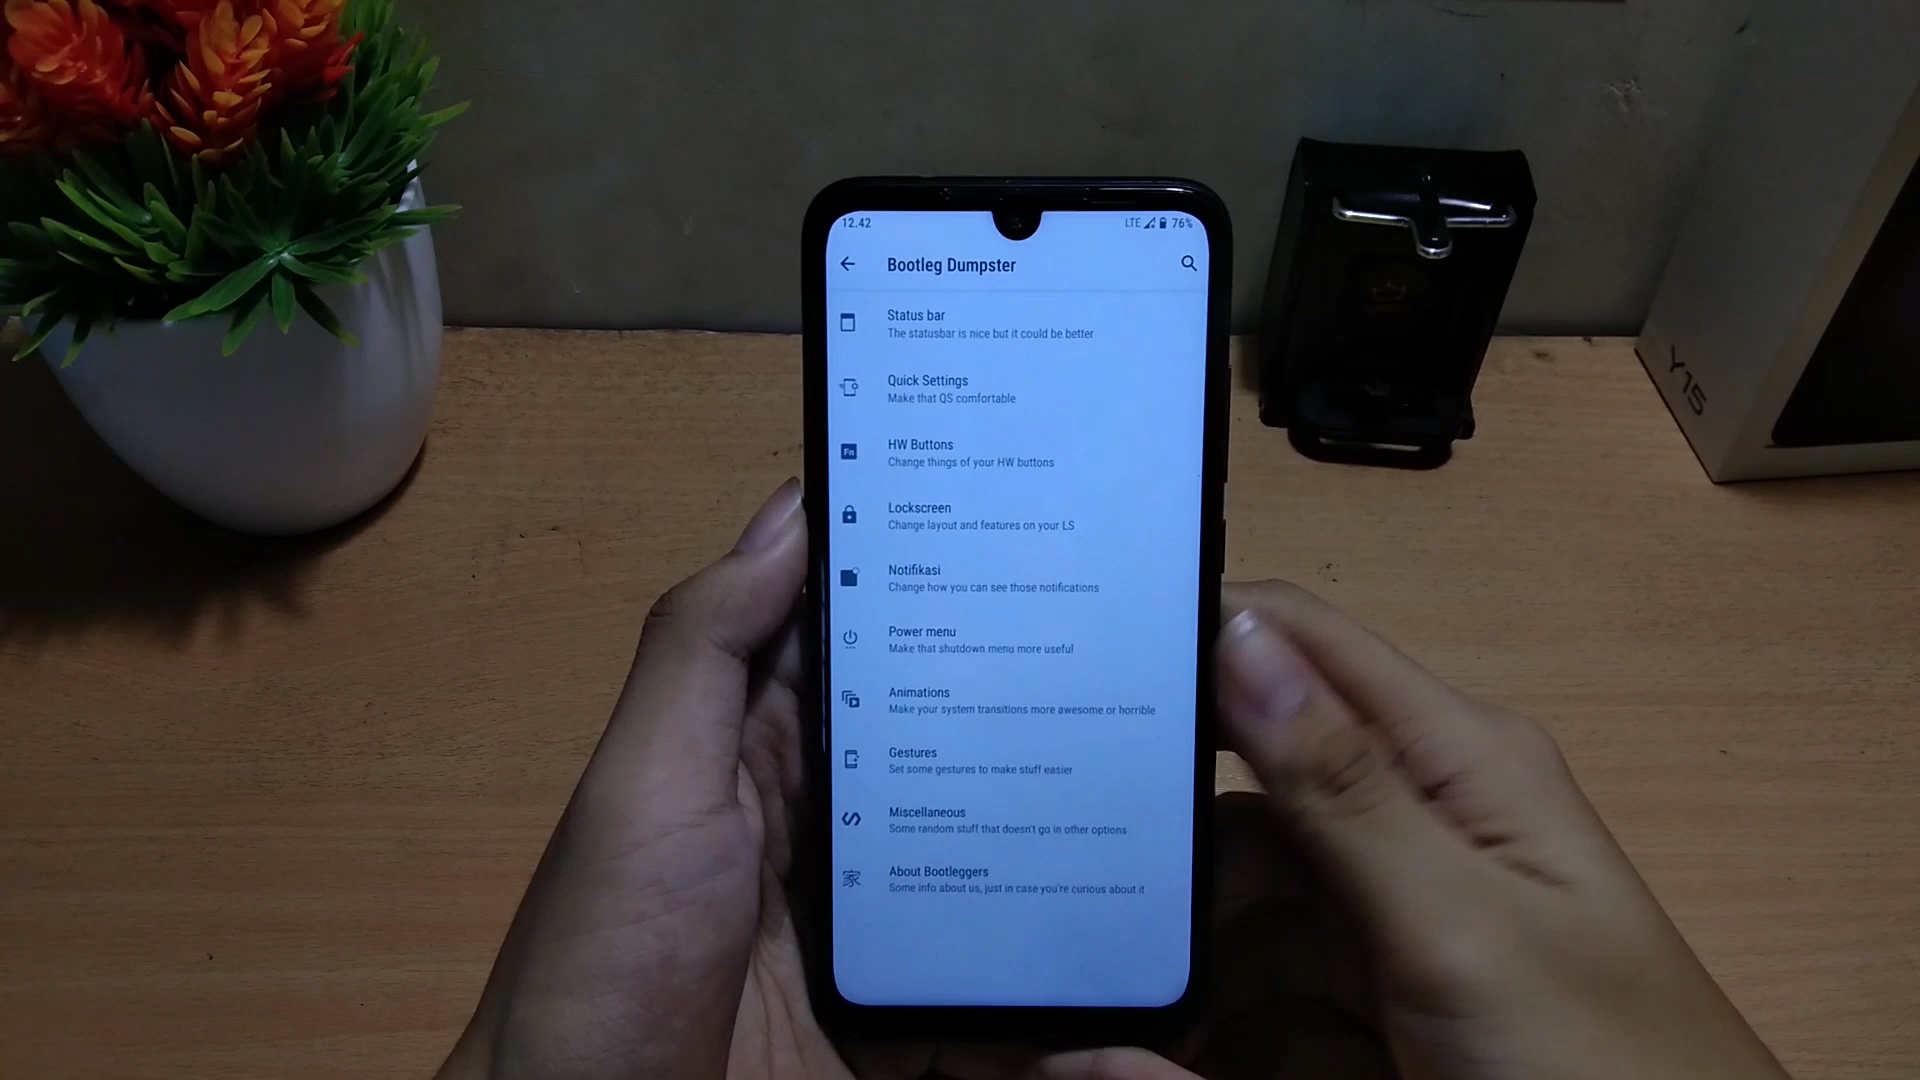 12.42
LTE 76%
Bootleg Dumpster
Status bar
The statusbar is nice but it could be better
Quick Settings
Make that QS comfortable
Fn
HW Buttons
Change things of your HW buttons
Lockscreen
Change layout and features on your LS
Notifikasi
Change how you can see those notifications
Power menu
Make that shutdown menu more useful
Animations
Make your system transitions more awesome or horrible
Gestures
Set some gestures to make stuff easier
Miscellaneous
Some random stuff that doesn't go in other options
家
About Bootleggers
Some info about us, just in case you're curious about it
Y15